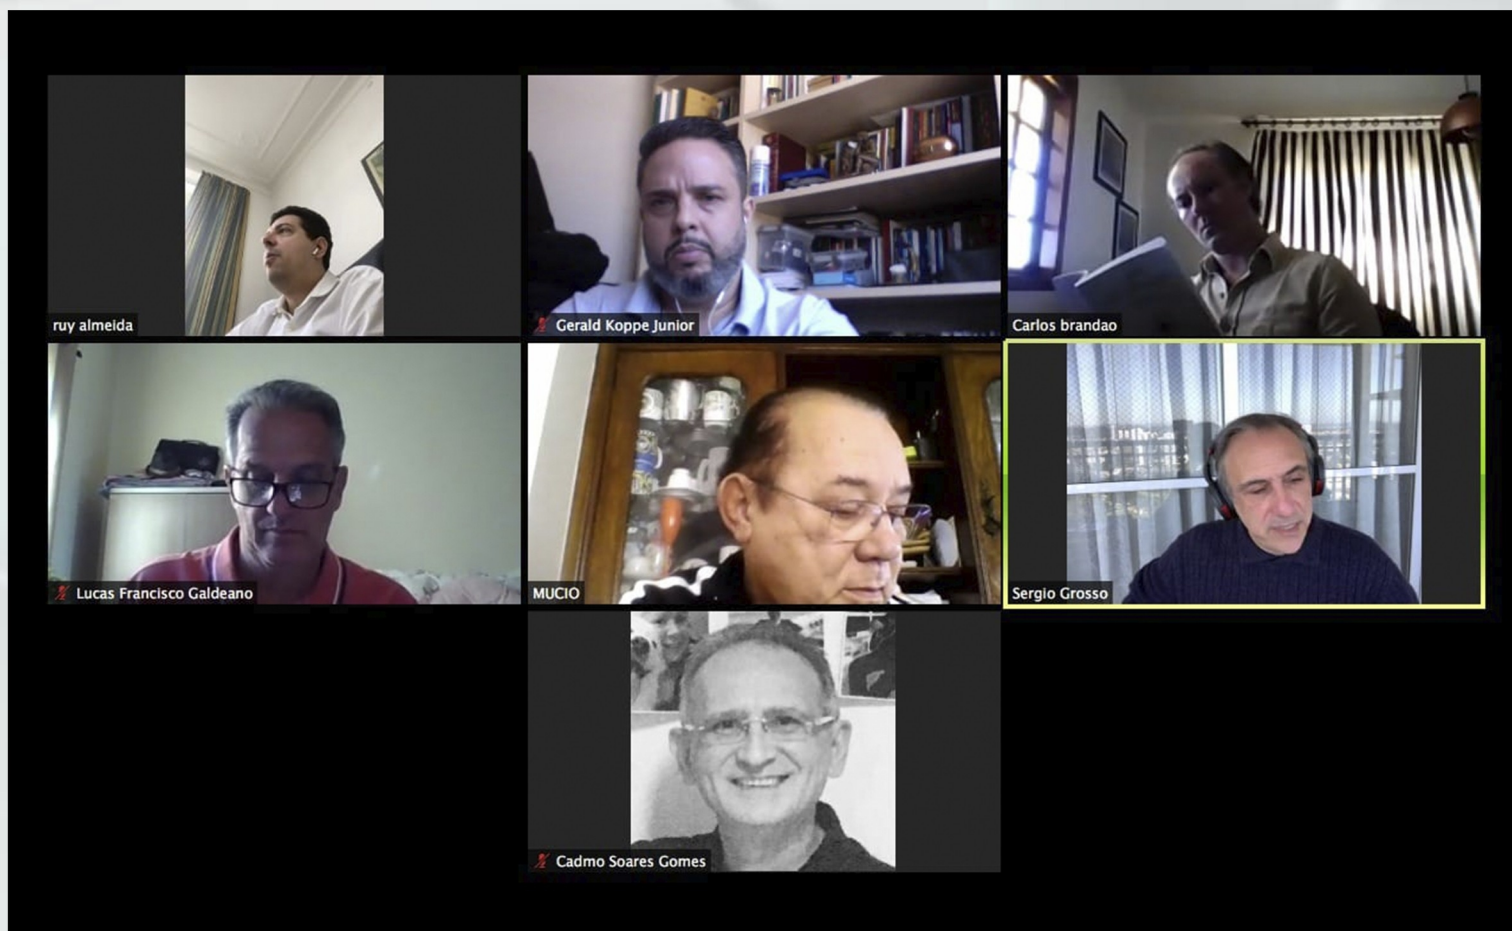 ruy almeida
Gerald Koppe Junior
Carlos brandao
Lucas Francisco Galdeano
MUCIO
Sergio Grosso
Cadmo Soares Gomes